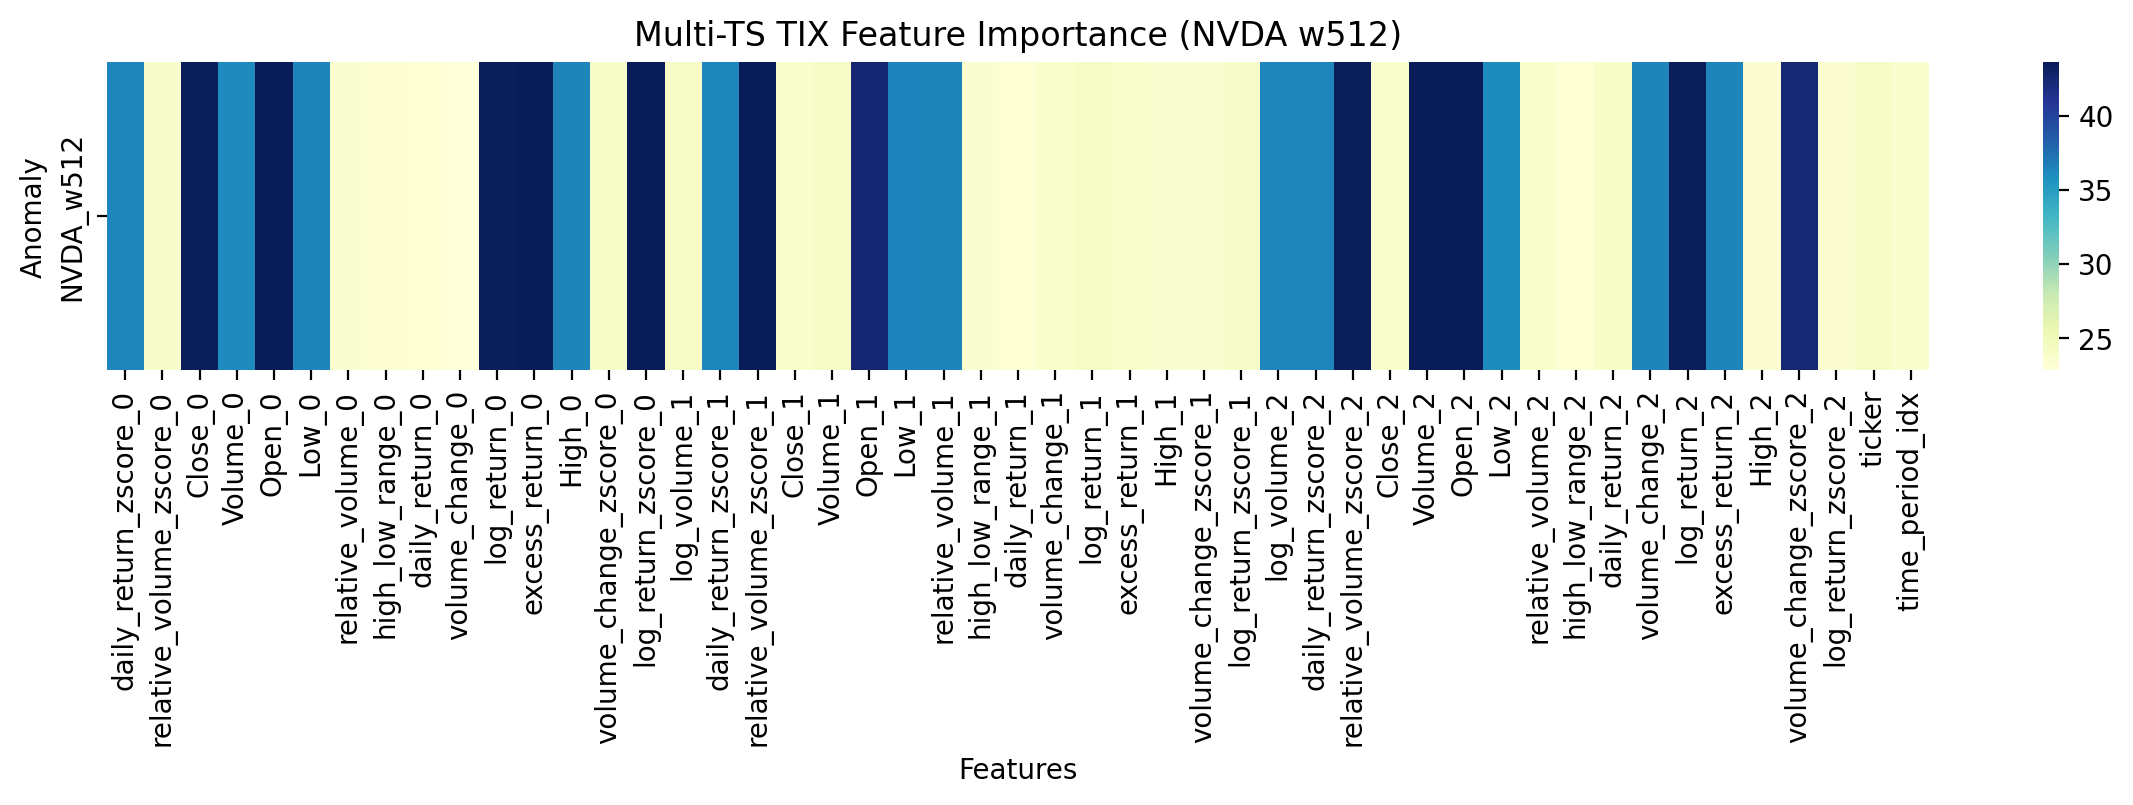 Multi-TS TIX Feature Importance (NVDA w512)
Anomaly
NVDA_w512
40
35
30
25
daily_return_zscore_0
relative_volume_zscore_0
Close_0
Volume_0
Open_0
Low_0
relative_volume_0
high_low_range_0
daily_return_0
volume_change_0
log_return_0
excess_return_0
High_0
volume_change_zscore_0
log_return_zscore_0
log_volume_1
daily_return_zscore_1
relative_volume_zscore_1
Close_1
Volume_1
Open_1
Low_1
relative_volume_1
high_low_range_1
daily_return_1
volume_change_1
log_return_1
excess_return_1
High_1
volume_change_zscore_1
log_return_zscore_1
log_volume_2
daily_return_zscore_2
relative_volume_zscore_2
Close_2
Volume_2
Open_2
Low_2
relative_volume_2
high_low_range_2
daily_return_2
volume_change_2
log_return_2
excess_return_2
High_2
volume_change_zscore_2
log_return_zscore_2
ticker
time_period_idx
Features